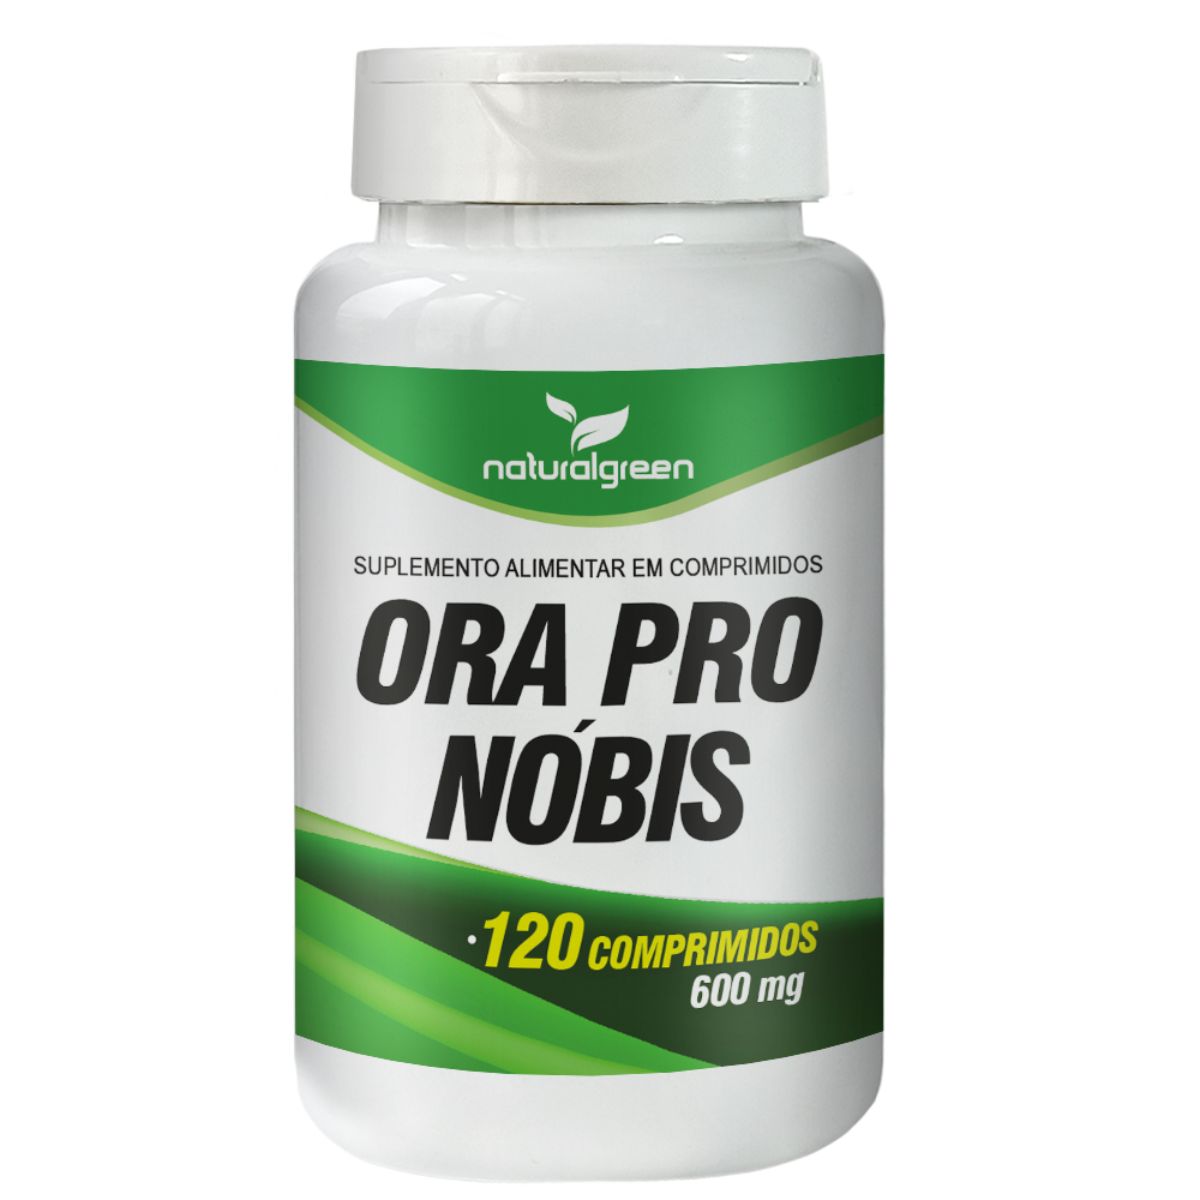 naturalgreen
SUPLEMENTO ALIMENTAR EM COMPRIMIDOS
ORA PRO
NÓBIS
• 120 COMPRIMIDOS
600 mg